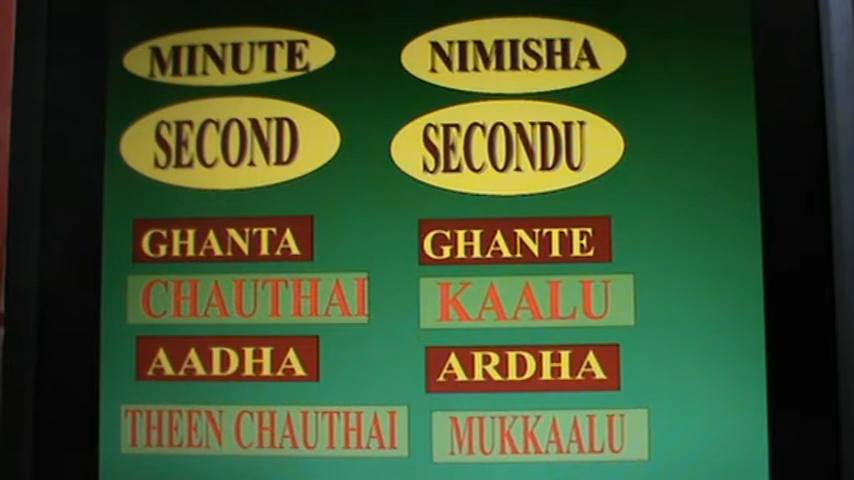 MINUTE NIMISHA
SECOND SECONDU
GHANTA GHANTE
CHAUTHAI KAALU
AADHA ARDHA
THEEN CHAUTHAI MUKKAALU